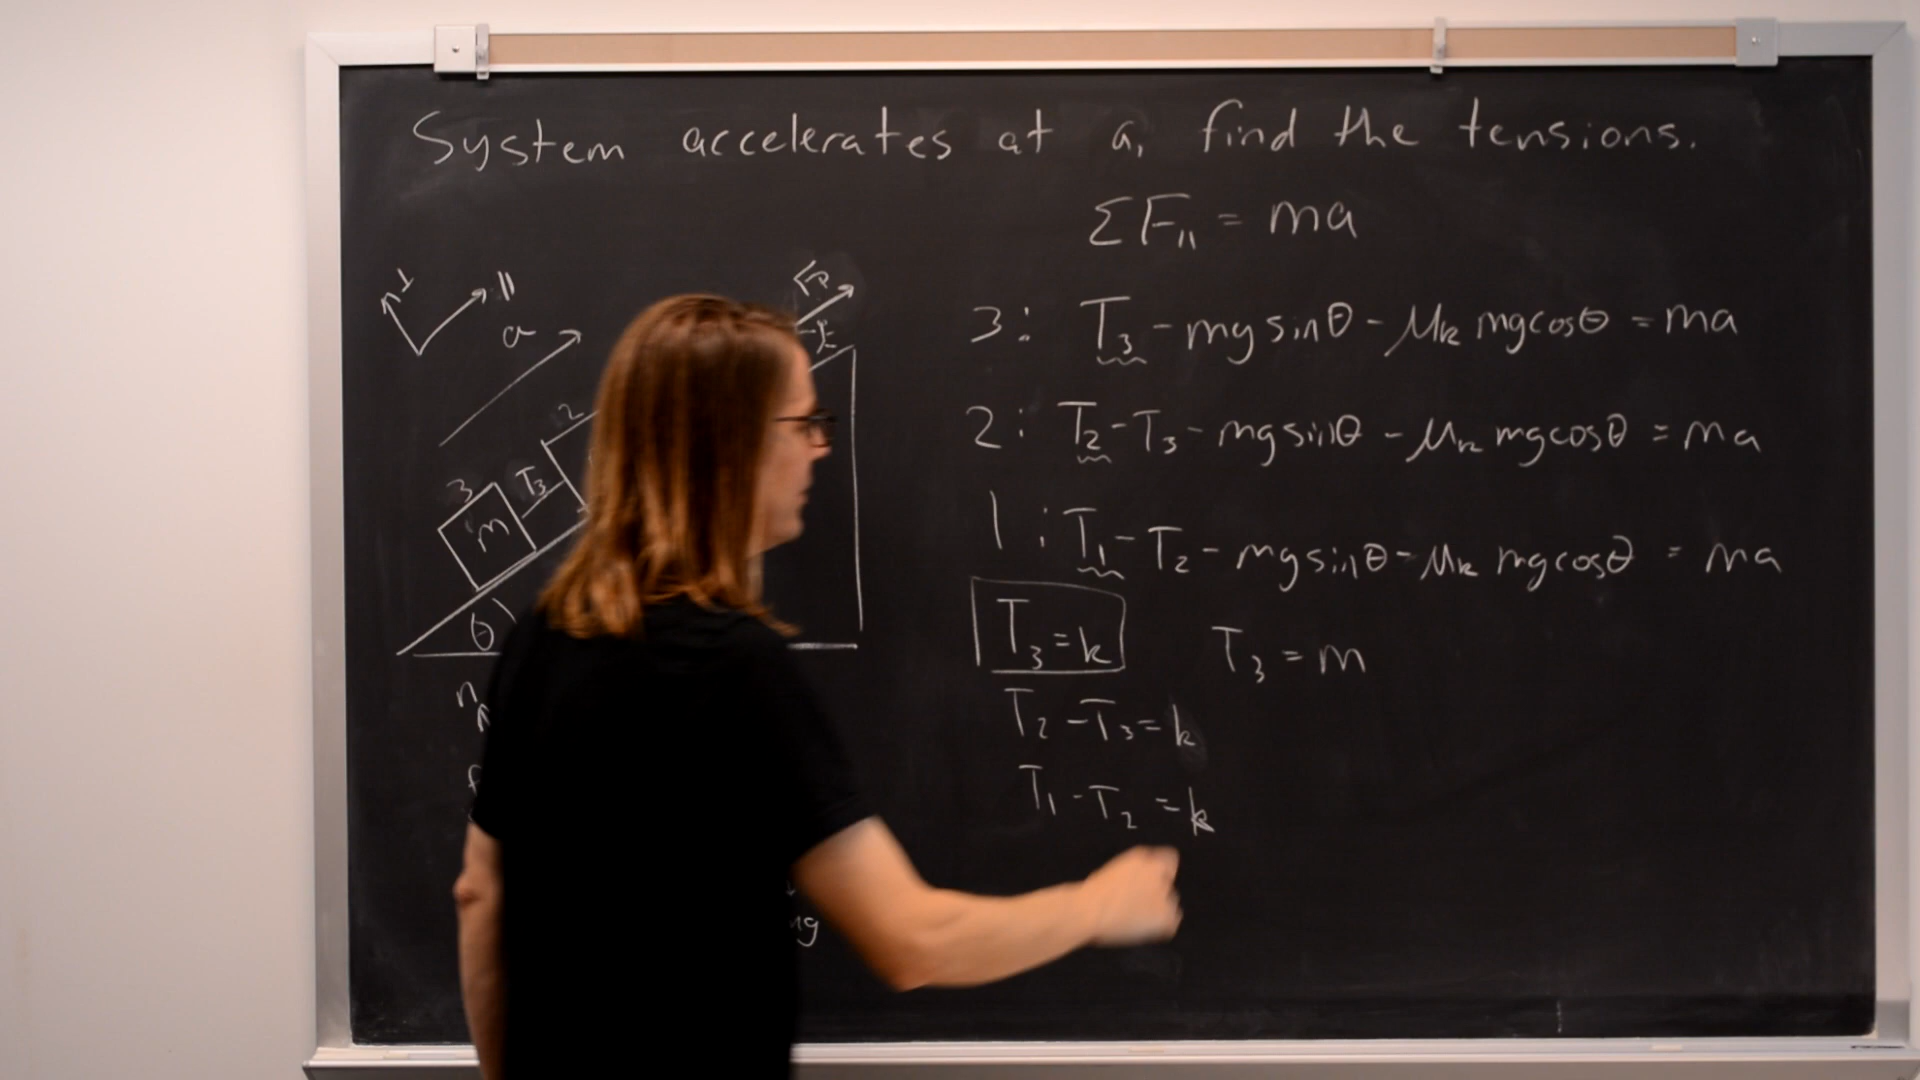 System accelerates at a, find the tensions.
ΣF∥ = ma
⊥
∥
a
Fp
3: T₃ - mg sinθ - μₖ mg cosθ = ma
2: T₂ - T₃ - mg sinθ - μₖ mg cosθ = ma
1: T₁ - T₂ - mg sinθ - μₖ mg cosθ = ma
2
3
T₃
m
θ
T₃ = k
T₃ = m
T₂ - T₃ = k
T₁ - T₂ = k
n
mg